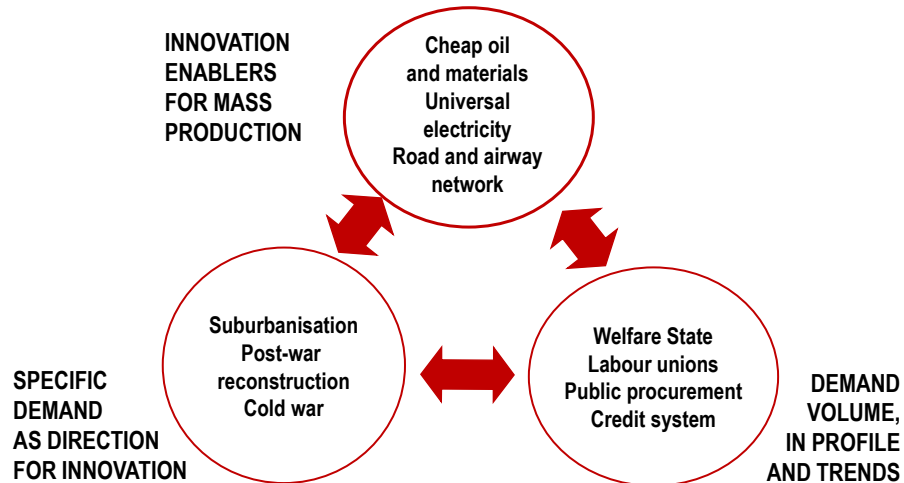 INNOVATION
ENABLERS
FOR MASS
PRODUCTION
Cheap oil
and materials
Universal
electricity
Road and airway
network
Suburbanisation
Post-war
reconstruction
Cold war
Welfare State
Labour unions
Public procurement
Credit system
SPECIFIC
DEMAND
AS DIRECTION
FOR INNOVATION
DEMAND
VOLUME,
IN PROFILE
AND TRENDS